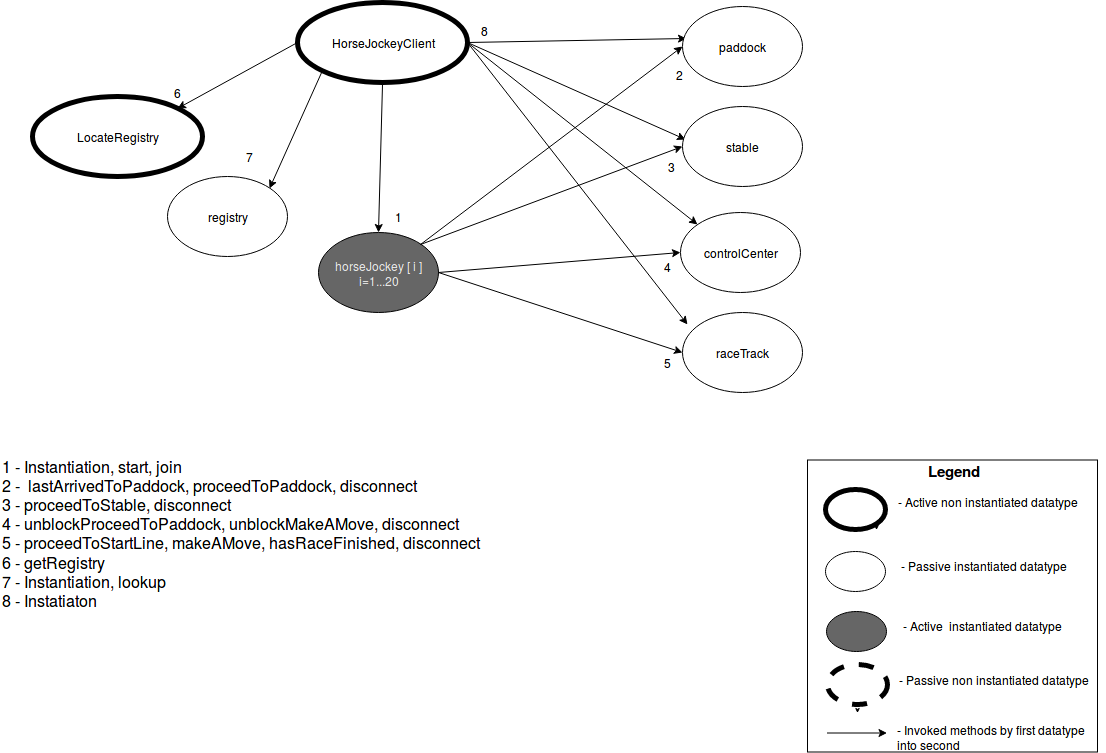 HorseJockeyClient
8
paddock
2
6
LocateRegistry
stable
3
7
registry
1
horseJockey [ i ]
i=1...20
controlCenter
4
raceTrack
5
1 - Instantiation, start, join
2 - lastArrivedToPaddock, proceedToPaddock, disconnect
3 - proceedToStable, disconnect
4 - unblockProceedToPaddock, unblockMakeAMove, disconnect
5 - proceedToStartLine, makeAMove, hasRaceFinished, disconnect
6 - getRegistry
7 - Instantiation, lookup
8 - Instatiaton
Legend
- Active non instantiated datatype
- Passive instantiated datatype
- Active instantiated datatype
- Passive non instantiated datatype
- Invoked methods by first datatype
into second